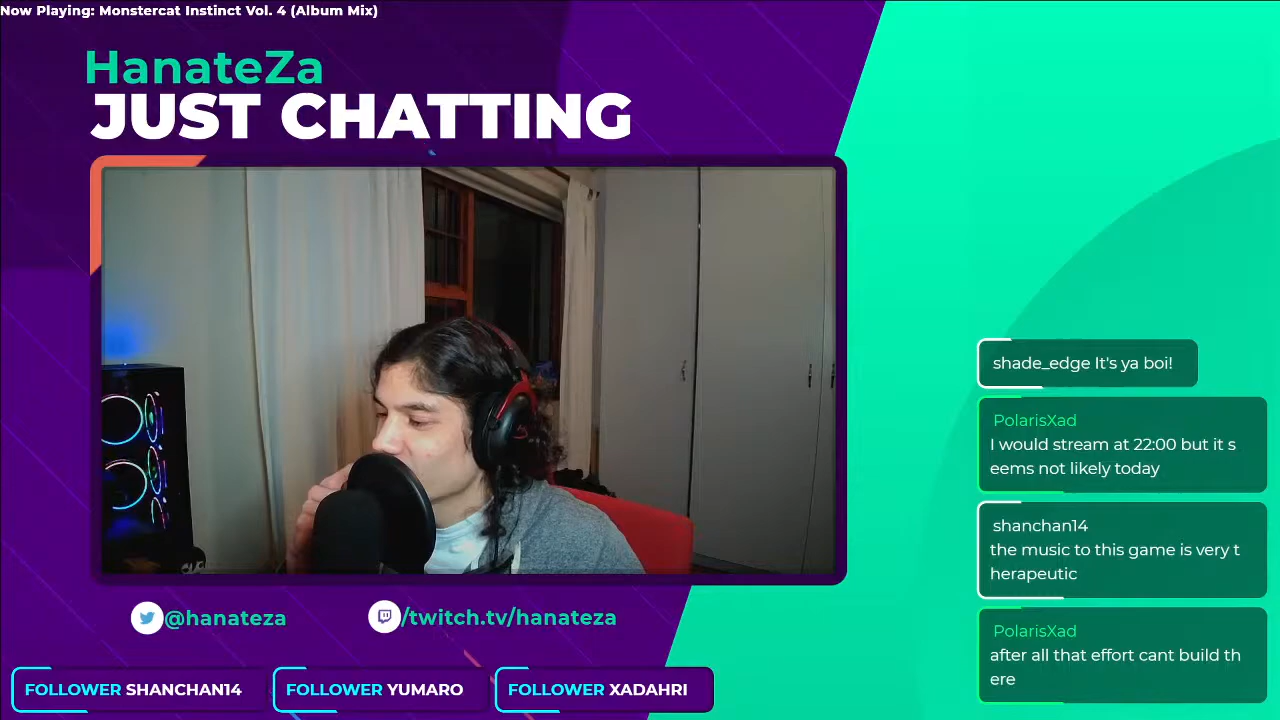 Now Playing: Monstercat Instinct Vol. 4 (Album Mix)
HanateZa
JUST CHATTING
shade_edge It's ya boi!
PolarisXad
I would stream at 22:00 but it s
eems not likely today
shanchan14
the music to this game is very t
herapeutic
PolarisXad
after all that effort cant build th
ere
@hanateza
/twitch.tv/hanateza
FOLLOWER SHANCHAN14
FOLLOWER YUMARO
FOLLOWER XADAHRI